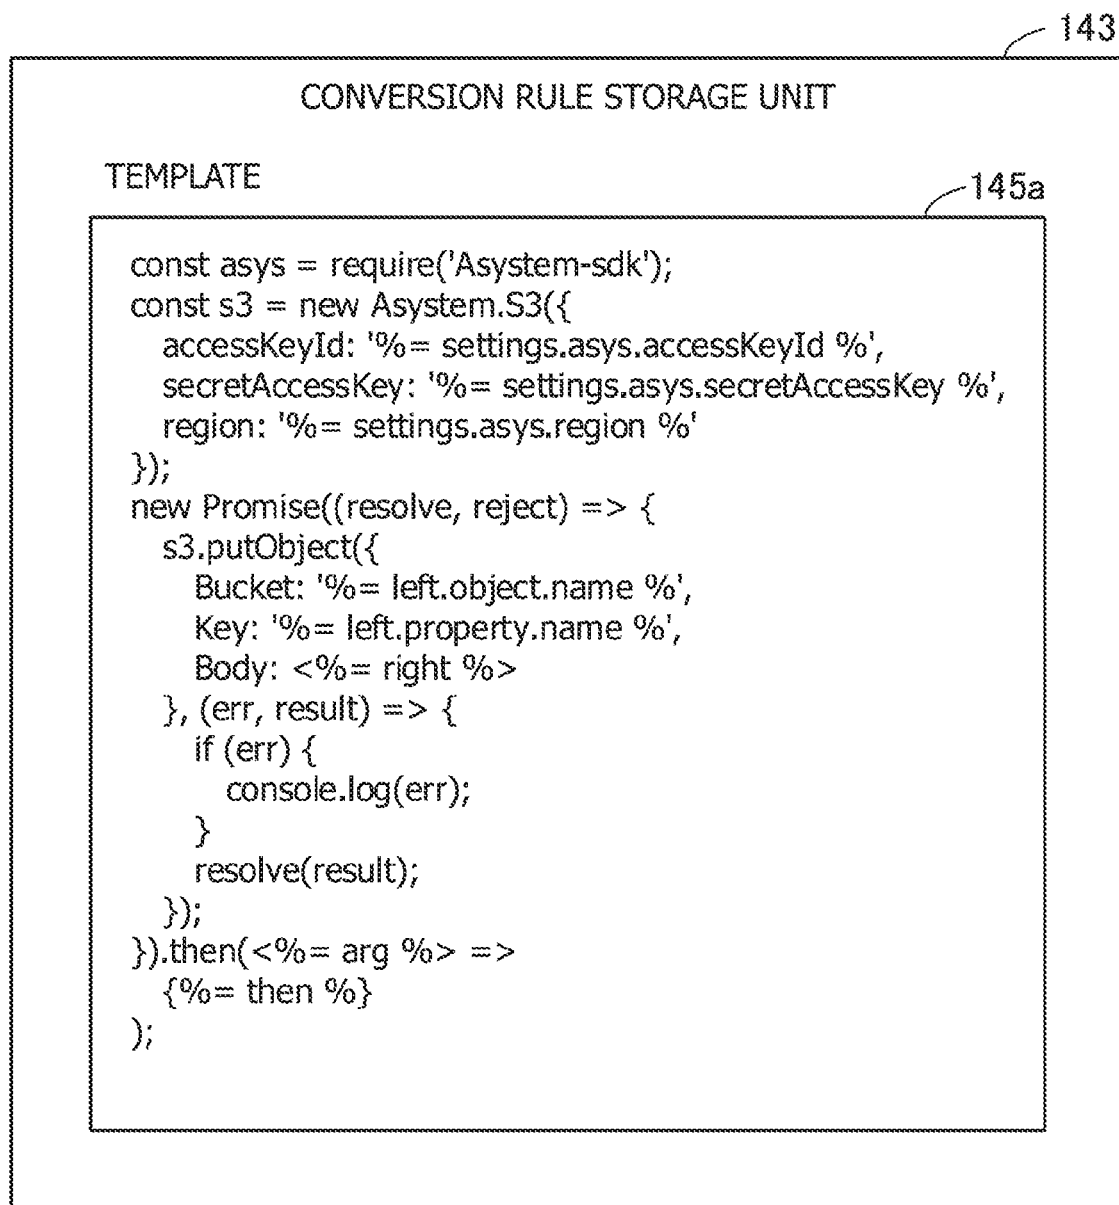 143
CONVERSION RULE STORAGE UNIT
TEMPLATE
145a
const asys = require('Asystem-sdk');
const s3 = new Asystem.S3({
accessKeyId: '%= settings.asys.accessKeyId %',
secretAccessKey: '%= settings.asys.secretAccessKey %',
region: '%= settings.asys.region %'
});
new Promise((resolve, reject) => {
s3.putObject({
Bucket: '%= left.object.name %',
Key: '%= left.property.name %',
Body: <%= right %>
}, (err, result) => {
if (err) {
console.log(err);
}
resolve(result);
});
}).then(<%= arg %> =>
{%= then %}
);